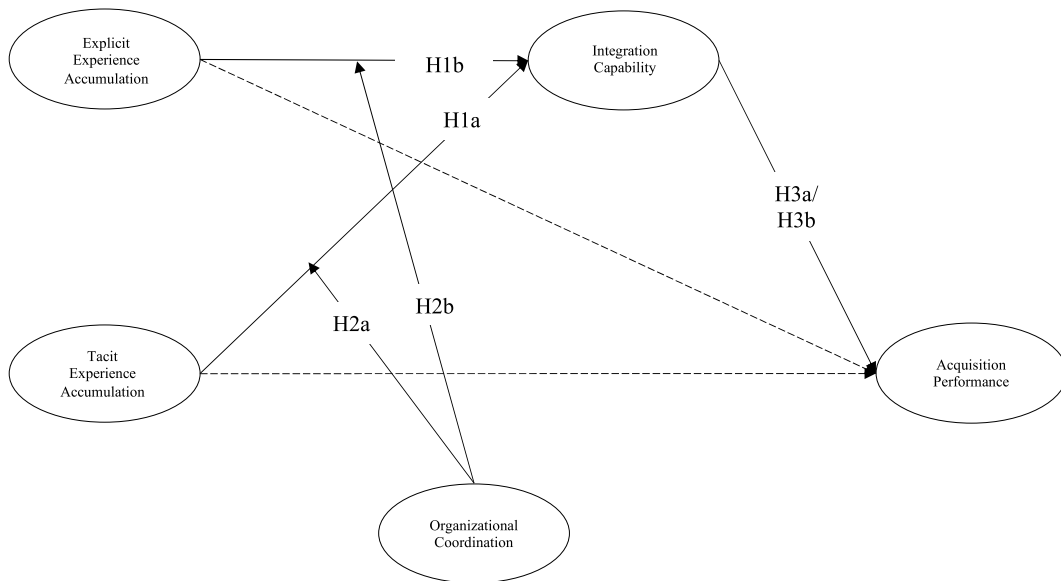 Explicit
Experience
Accumulation
Integration
Capability
H1b
H1a
H3a/
H3b
H2b
H2a
Tacit
Experience
Accumulation
Acquisition
Performance
Organizational
Coordination